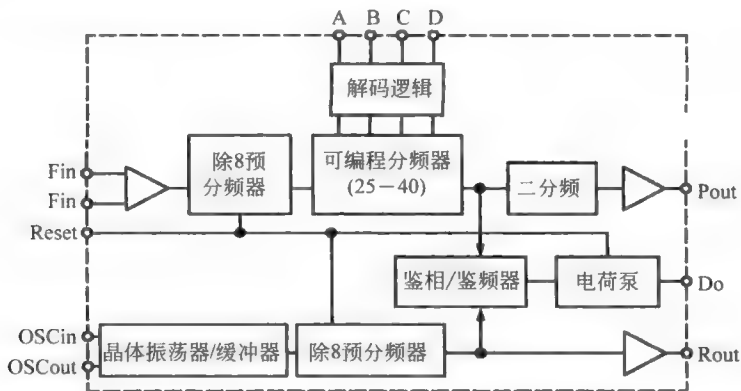 A B C D
解码逻辑
Fin
Fin
除8预
分频器
可编程分频器
(25-40)
二分频
Pout
Reset
鉴相/鉴频器
电荷泵
Do
OSCin
OSCout
晶体振荡器/缓冲器
除8预分频器
Rout